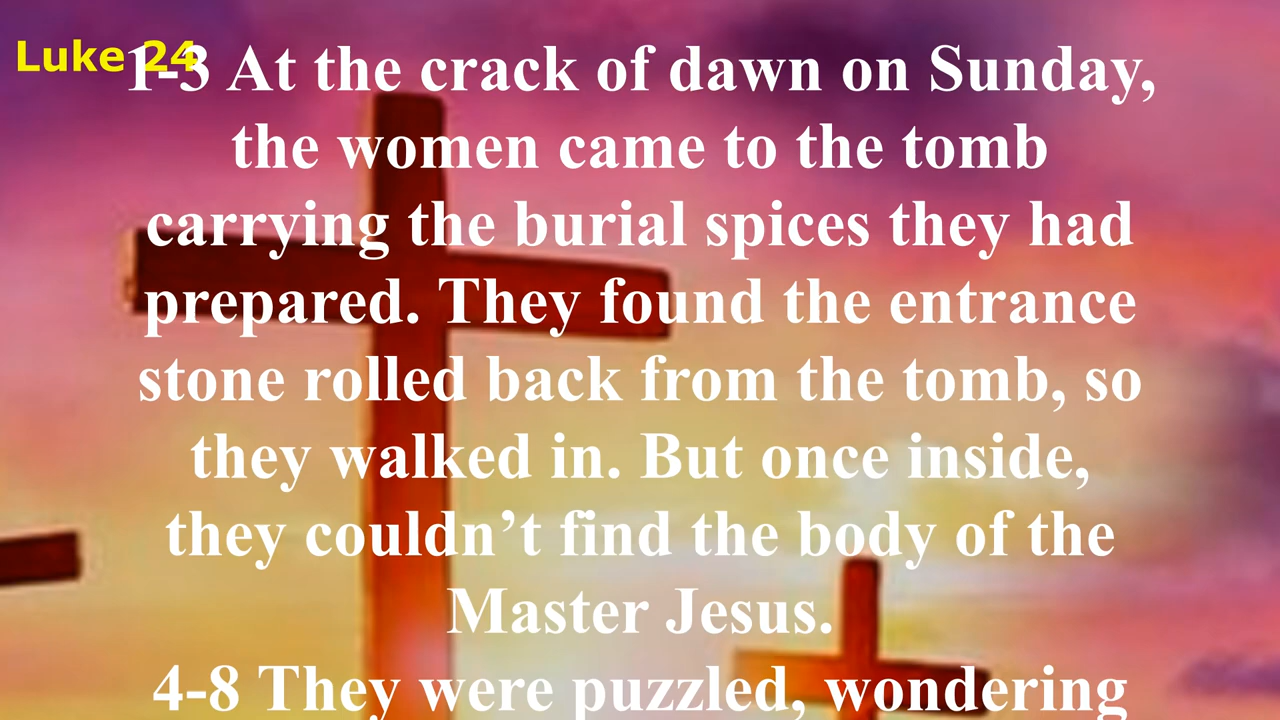 Luke 24
1-3 At the crack of dawn on Sunday,
the women came to the tomb
carrying the burial spices they had
prepared. They found the entrance
stone rolled back from the tomb, so
they walked in. But once inside,
they couldn’t find the body of the
Master Jesus.
4-8 They were puzzled, wondering